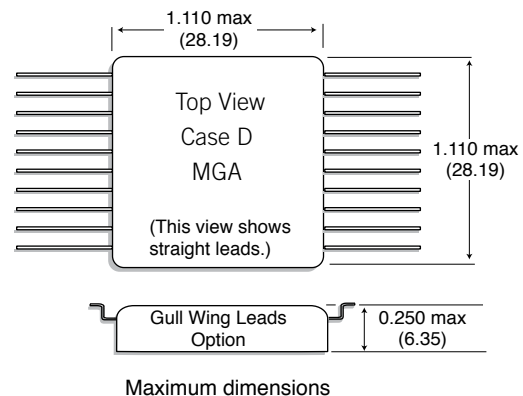 1.110 max
(28.19)
Top View
Case D
MGA
(This view shows
straight leads.)
1.110 max
(28.19)
Gull Wing Leads
Option
0.250 max
(6.35)
Maximum dimensions